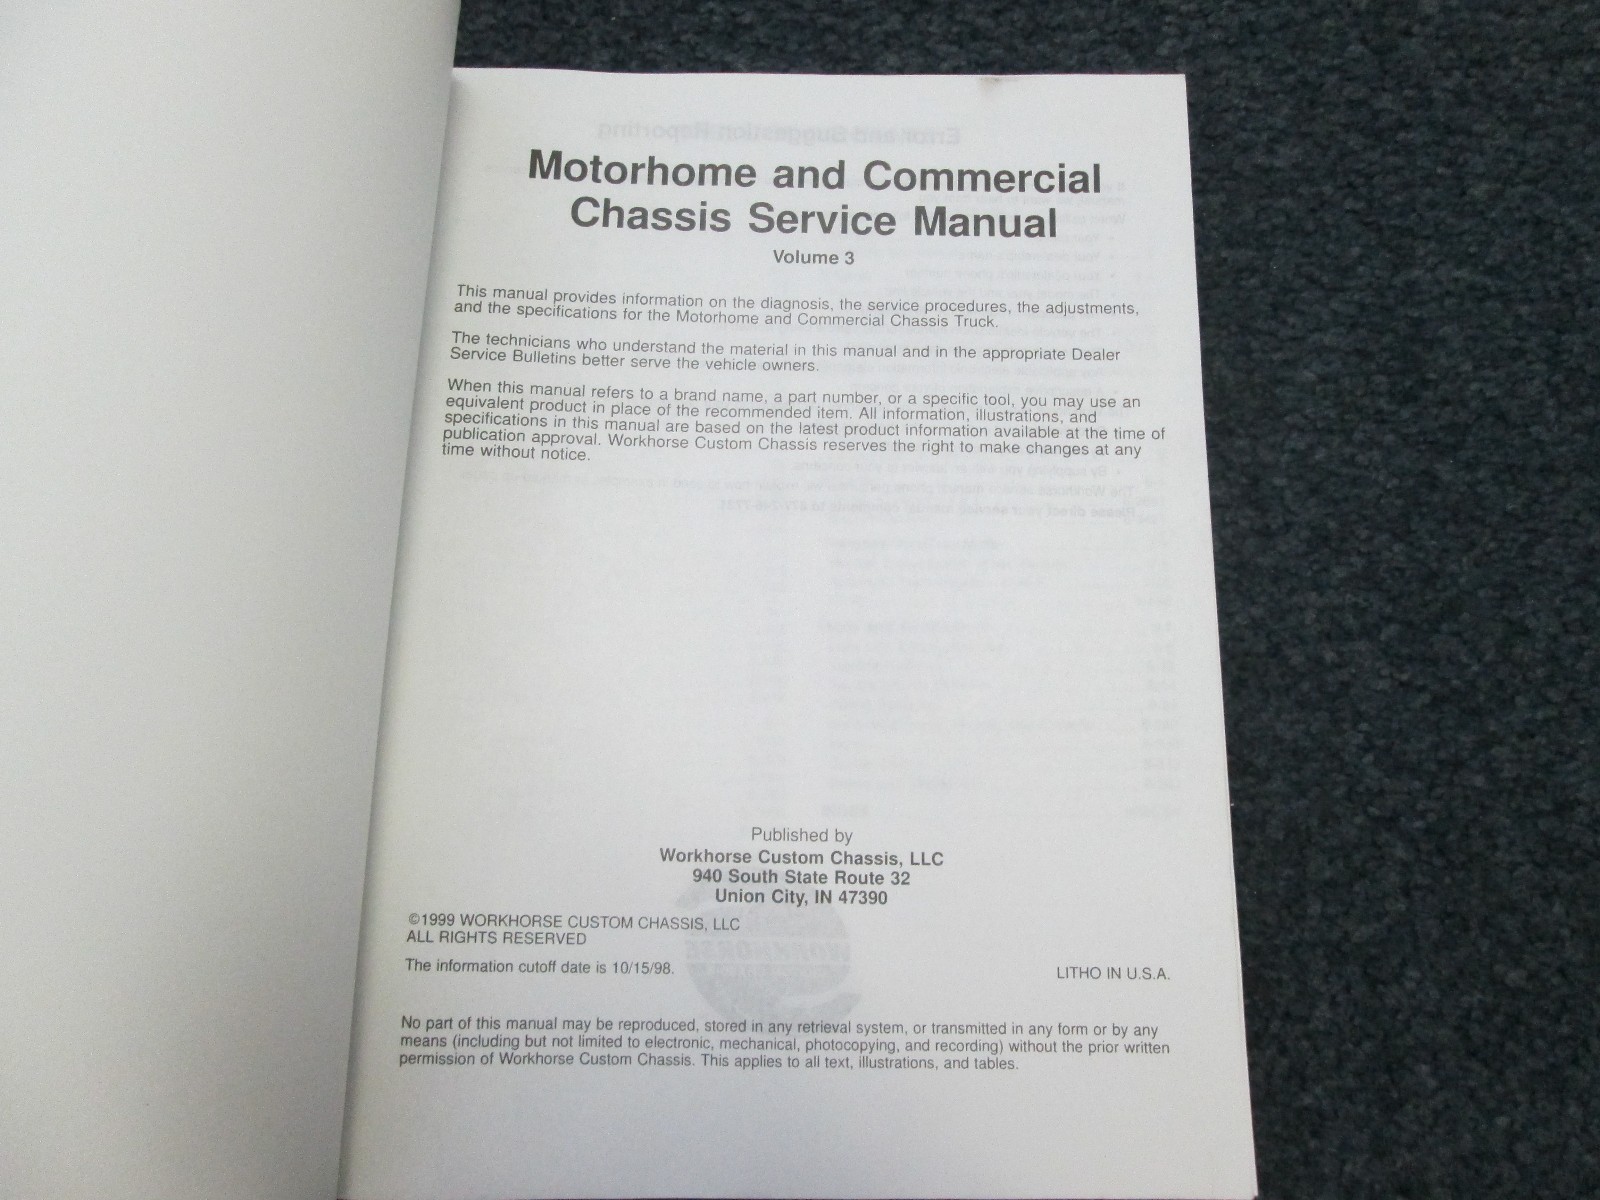 Motorhome and Commercial
Chassis Service Manual
Volume 3
This manual provides information on the diagnosis, the service procedures, the adjustments,
and the specifications for the Motorhome and Commercial Chassis Truck.
The technicians who understand the material in this manual and in the appropriate Dealer
Service Bulletins better serve the vehicle owners.
When this manual refers to a brand name, a part number, or a specific tool, you may use an
equivalent product in place of the recommended item. All information, illustrations, and
specifications in this manual are based on the latest product information available at the time of
publication approval. Workhorse Custom Chassis reserves the right to make changes at any
time without notice.
Published by
Workhorse Custom Chassis, LLC
940 South State Route 32
Union City, IN 47390
©1999 WORKHORSE CUSTOM CHASSIS, LLC
ALL RIGHTS RESERVED
The information cutoff date is 10/15/98.
LITHO IN U.S.A.
No part of this manual may be reproduced, stored in any retrieval system, or transmitted in any form or by any
means (including but not limited to electronic, mechanical, photocopying, and recording) without the prior written
permission of Workhorse Custom Chassis. This applies to all text, illustrations, and tables.